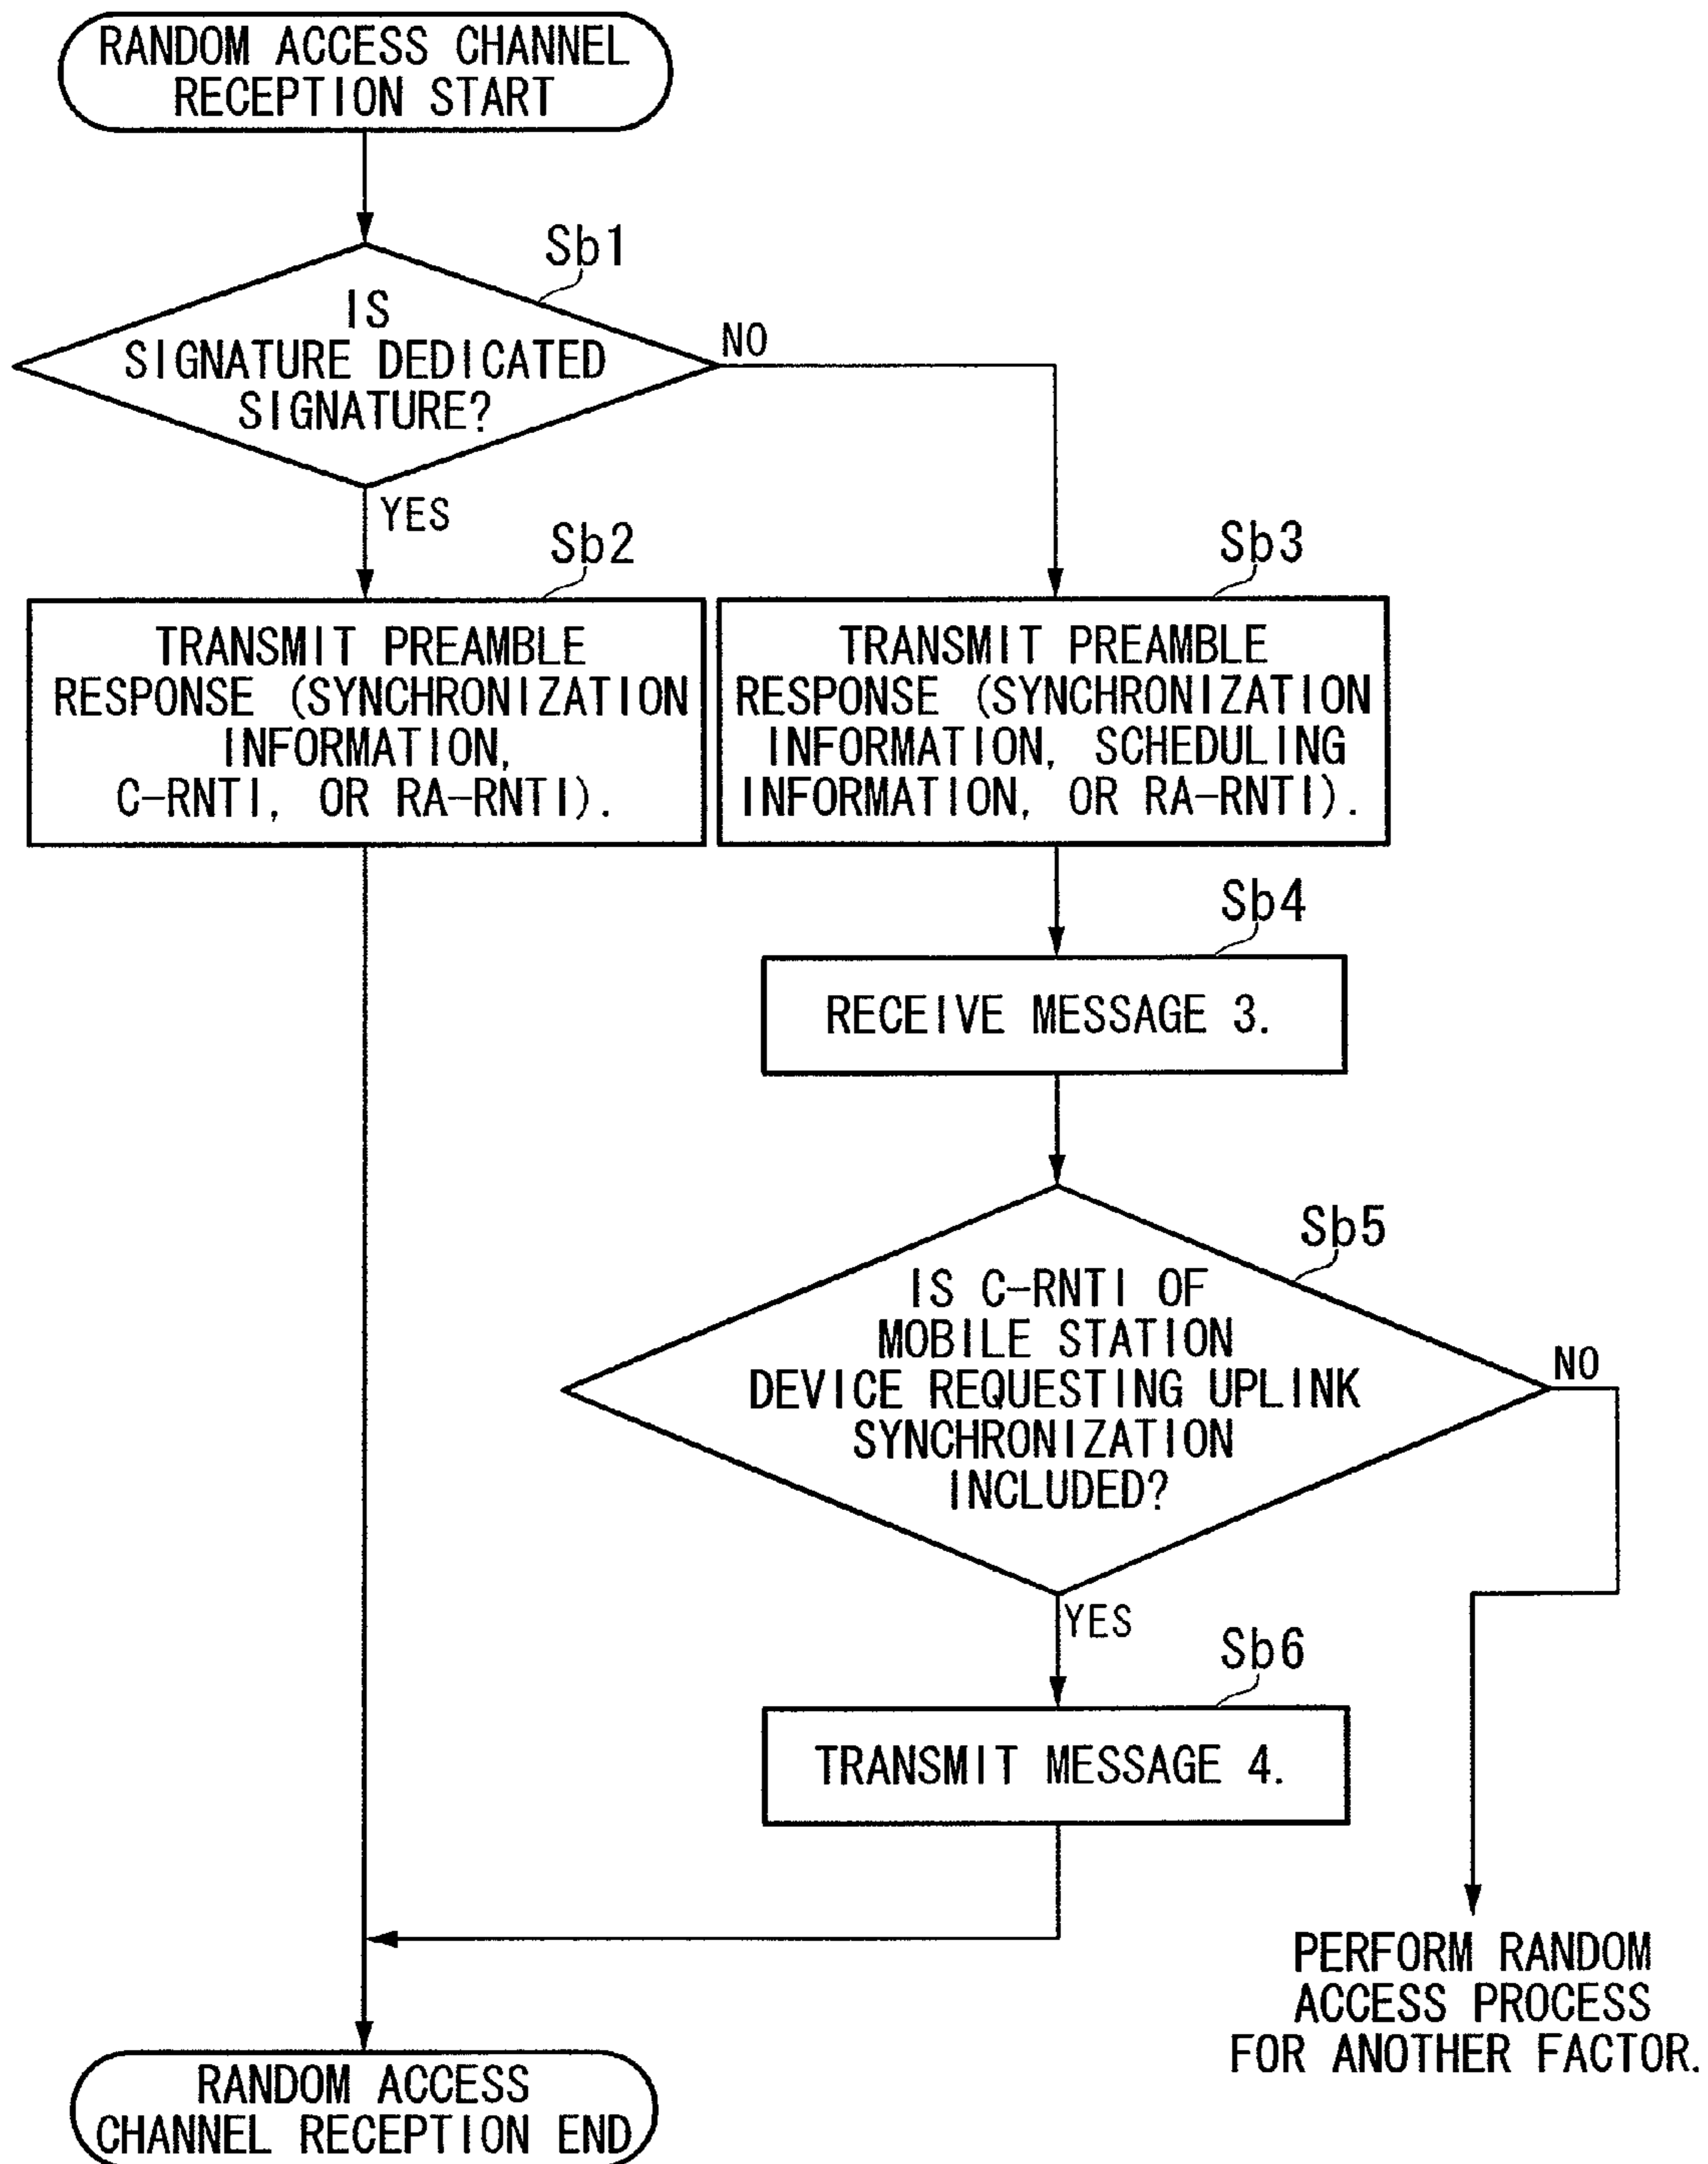 RANDOM ACCESS CHANNEL
RECEPTION START
Sb1
IS
SIGNATURE DEDICATED
SIGNATURE?
NO
YES
Sb2
TRANSMIT PREAMBLE
RESPONSE (SYNCHRONIZATION
INFORMATION,
C-RNTI, OR RA-RNTI).
Sb3
TRANSMIT PREAMBLE
RESPONSE (SYNCHRONIZATION
INFORMATION, SCHEDULING
INFORMATION, OR RA-RNTI).
Sb4
RECEIVE MESSAGE 3.
Sb5
IS C-RNTI OF
MOBILE STATION
DEVICE REQUESTING UPLINK
SYNCHRONIZATION
INCLUDED?
NO
YES
Sb6
TRANSMIT MESSAGE 4.
PERFORM RANDOM
ACCESS PROCESS
FOR ANOTHER FACTOR.
RANDOM ACCESS
CHANNEL RECEPTION END